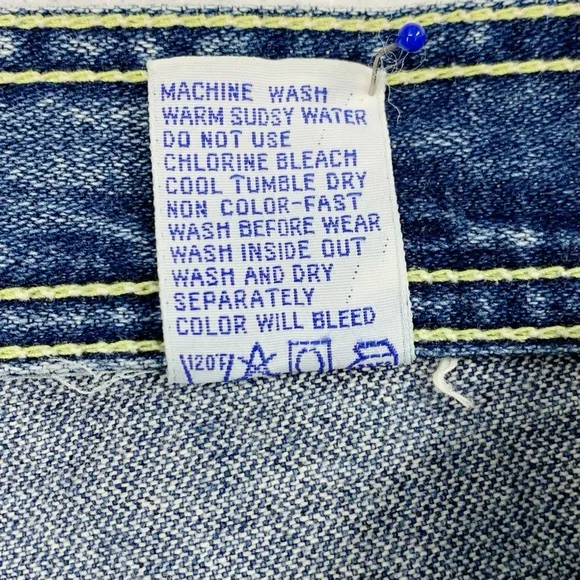 MACHINE WASH
WARM SUDSY WATER
DO NOT USE
CHLORINE BLEACH
COOL TUMBLE DRY
NON COLOR-FAST
WASH BEFORE WEAR
WASH INSIDE OUT
WASH AND DRY
SEPARATELY
COLOR WILL BLEED
120F